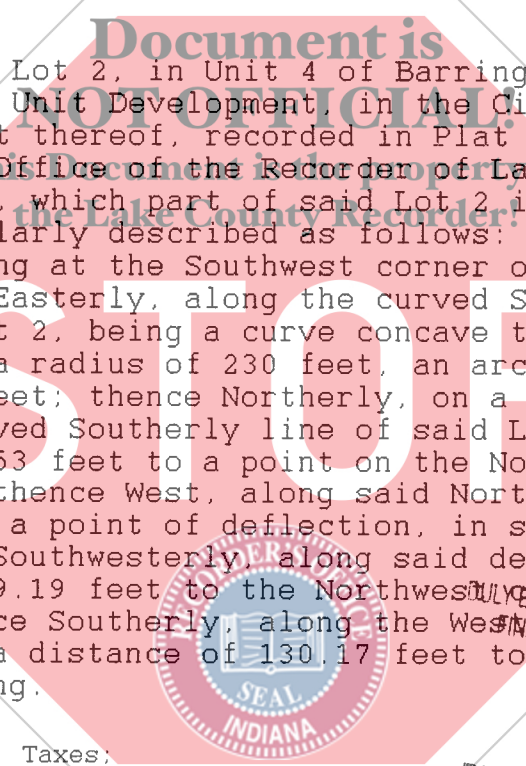 Document is
Lot 2, in Unit 4 of Barring
Unit Development, in the Ci
NOT OFFICIAL!
t thereof, recorded in Plat
Office of the Recorder of La
is Document is the property
, which part of said Lot 2 i
the Lake County Recorder!
larly described as follows:
ng at the Southwest corner o
Easterly, along the curved S
t 2, being a curve concave t
a radius of 230 feet, an arc
STOP
eet; thence Northerly, on a
ved Southerly line of said L
53 feet to a point on the No
thence West, along said Nort
a point of deflection, in s
Southwesterly, along said de
9.19 feet to the Northwest c
ce Southerly, along the West
a distance of 130.17 feet to
ng.
RECORDER'S OFFICE
SEAL
INDIANA
Taxes;